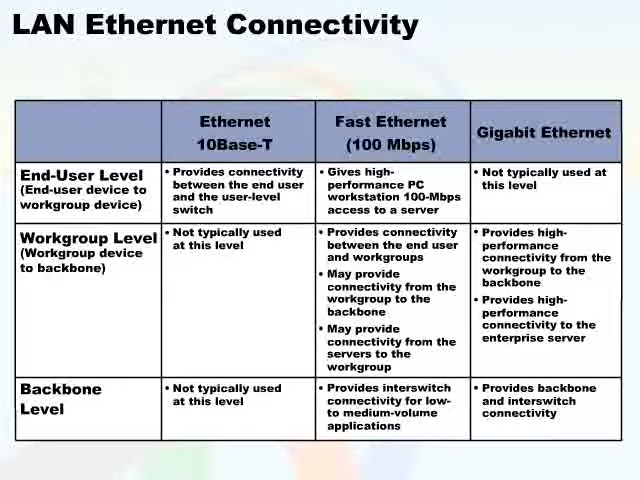 LAN Ethernet Connectivity
Ethernet
10Base-T
Fast Ethernet
(100 Mbps)
Gigabit Ethernet
End-User Level
(End-user device to
workgroup device)
• Provides connectivity
between the end user
and the user-level
switch
• Gives high-
performance PC
workstation 100-Mbps
access to a server
• Not typically used at
this level
Workgroup Level
(Workgroup device
to backbone)
• Not typically used
at this level
• Provides connectivity
between the end user
and workgroups
• May provide
connectivity from the
workgroup to the
backbone
• May provide
connectivity from the
servers to the
workgroup
• Provides high-
performance
connectivity from the
workgroup to the
backbone
• Provides high-
performance
connectivity to the
enterprise server
Backbone
Level
• Not typically used
at this level
• Provides interswitch
connectivity for low-
to medium-volume
applications
• Provides backbone
and interswitch
connectivity